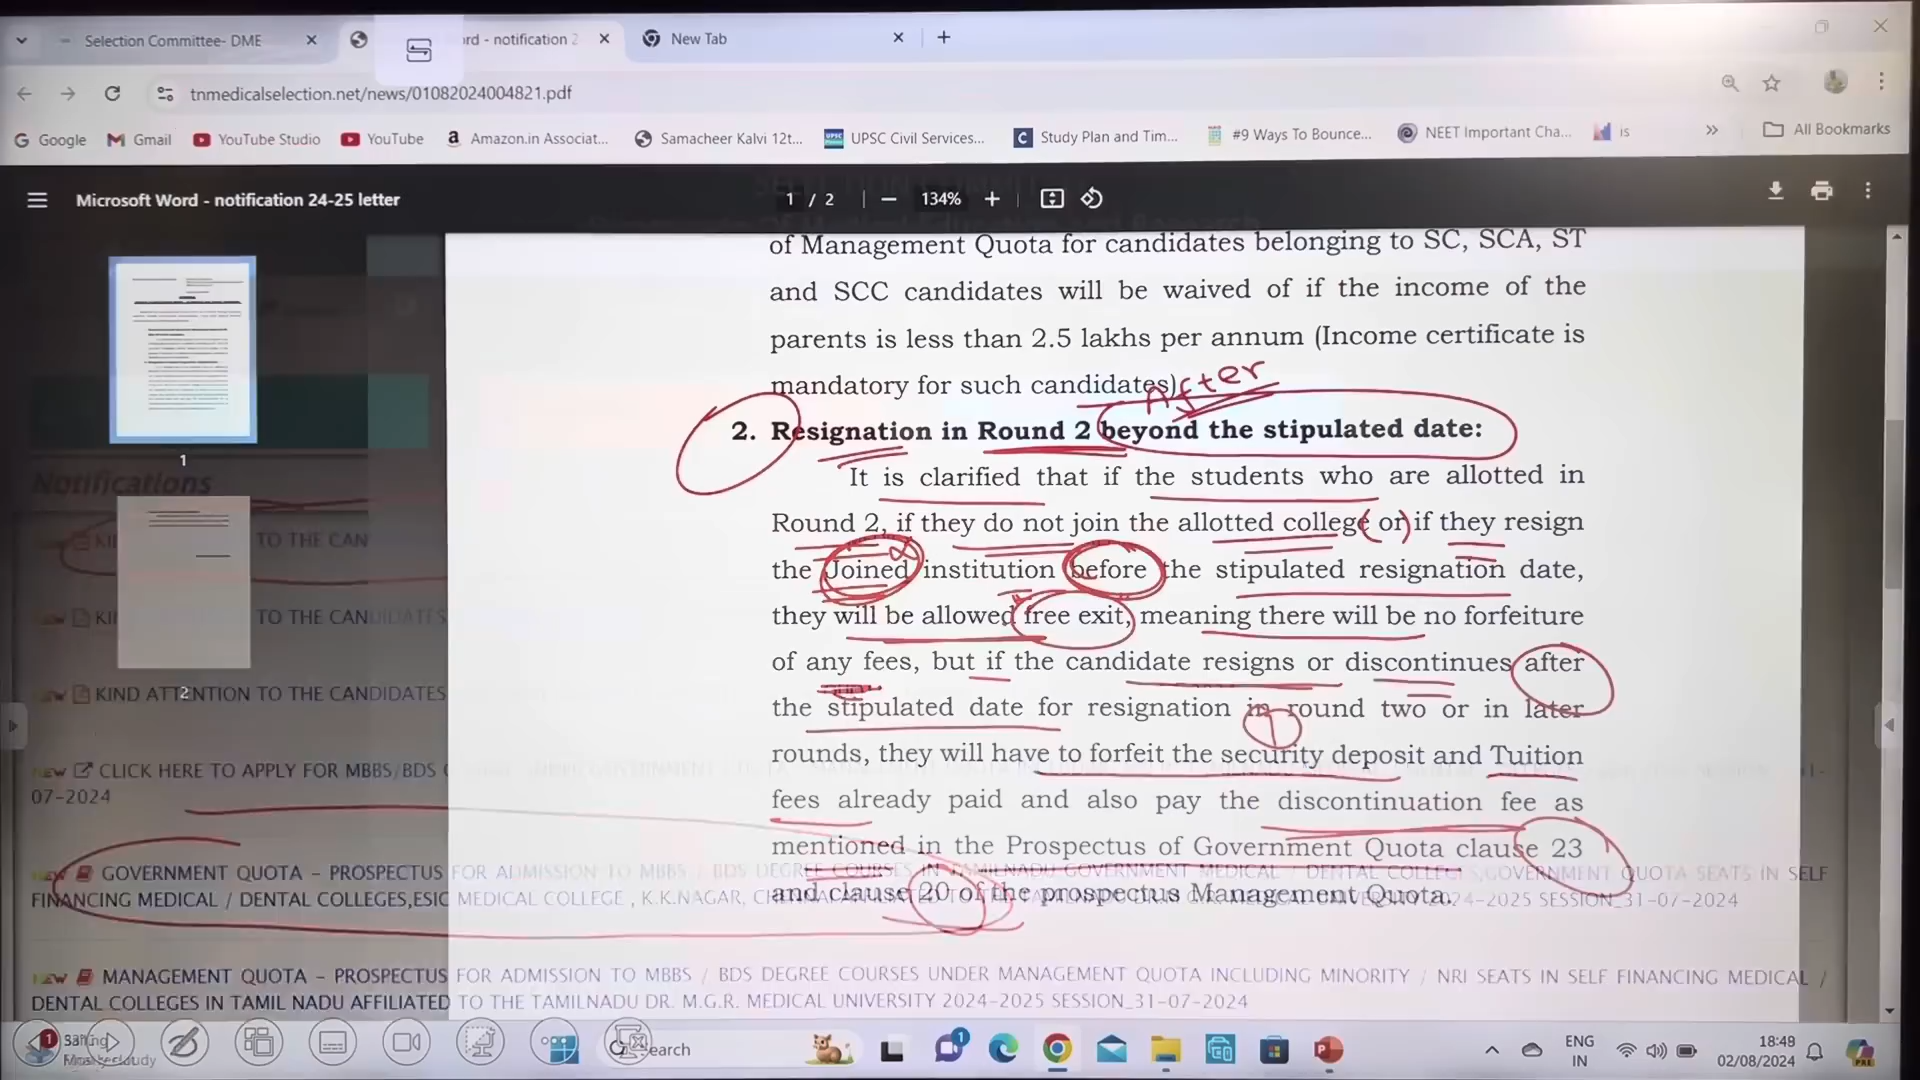 Selection Committee- DME
ord - notification 2
New Tab
tnmedicalselection.net/news/01082024004821.pdf
Google
Gmail
YouTube Studio
YouTube
Amazon.in Associat...
Samacheer Kalvi 12t...
UPSC Civil Services...
Study Plan and Tim...
#9 Ways To Bounce...
NEET Important Cha...
is
All Bookmarks
Microsoft Word - notification 24-25 letter
1 / 2
134%
of Management Quota for candidates belonging to SC, SCA, ST
and SCC candidates will be waived of if the income of the
parents is less than 2.5 lakhs per annum (Income certificate is
mandatory for such candidates)
After
2. Resignation in Round 2 beyond the stipulated date:
It is clarified that if the students who are allotted in
Round 2, if they do not join the allotted college or if they resign
the Joined institution before the stipulated resignation date,
they will be allowed free exit, meaning there will be no forfeiture
of any fees, but if the candidate resigns or discontinues after
the stipulated date for resignation in round two or in later
rounds, they will have to forfeit the security deposit and Tuition
fees already paid and also pay the discontinuation fee as
mentioned in the Prospectus of Government Quota clause 23
and clause 20 of the prospectus Management Quota.
1
2
Notifications
TO THE CAN
TO THE CANDIDATES
KIND ATTENTION TO THE CANDIDATES
CLICK HERE TO APPLY FOR MBBS/BDS
07-2024
GOVERNMENT QUOTA - PROSPECTUS FOR ADMISSION TO MBBS / BDS DEGREE COURSES IN TAMILNADU GOVERNMENT MEDICAL / DENTAL COLLEGES,GOVERNMENT QUOTA SEATS IN SELF
FINANCING MEDICAL / DENTAL COLLEGES,ESIC MEDICAL COLLEGE , K.K.NAGAR, 2024-2025 SESSION_31-07-2024
MANAGEMENT QUOTA - PROSPECTUS FOR ADMISSION TO MBBS / BDS DEGREE COURSES UNDER MANAGEMENT QUOTA INCLUDING MINORITY / NRI SEATS IN SELF FINANCING MEDICAL /
DENTAL COLLEGES IN TAMIL NADU AFFILIATED TO THE TAMILNADU DR. M.G.R. MEDICAL UNIVERSITY 2024-2025 SESSION_31-07-2024
1
ENG
IN
18:48
02/08/2024